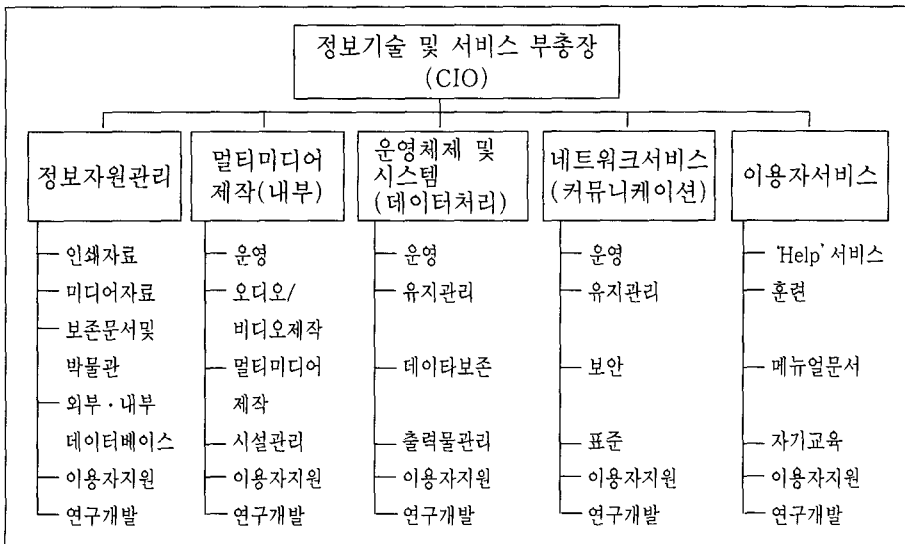 정보기술 및 서비스 부총장
(CIO)
정보자원관리
인쇄자료
미디어자료
보존문서및
박물관
외부·내부
데이터베이스
이용자지원
연구개발
멀티미디어
제작(내부)
운영
오디오/
비디오제작
멀티미디어
제작
시설관리
이용자지원
연구개발
운영체제 및
시스템
(데이터처리)
운영
유지관리
데이타보존
출력물관리
이용자지원
연구개발
네트워크서비스
(커뮤니케이션)
운영
유지관리
보안
표준
이용자지원
연구개발
이용자서비스
'Help' 서비스
훈련
메뉴얼문서
자기교육
이용자지원
연구개발